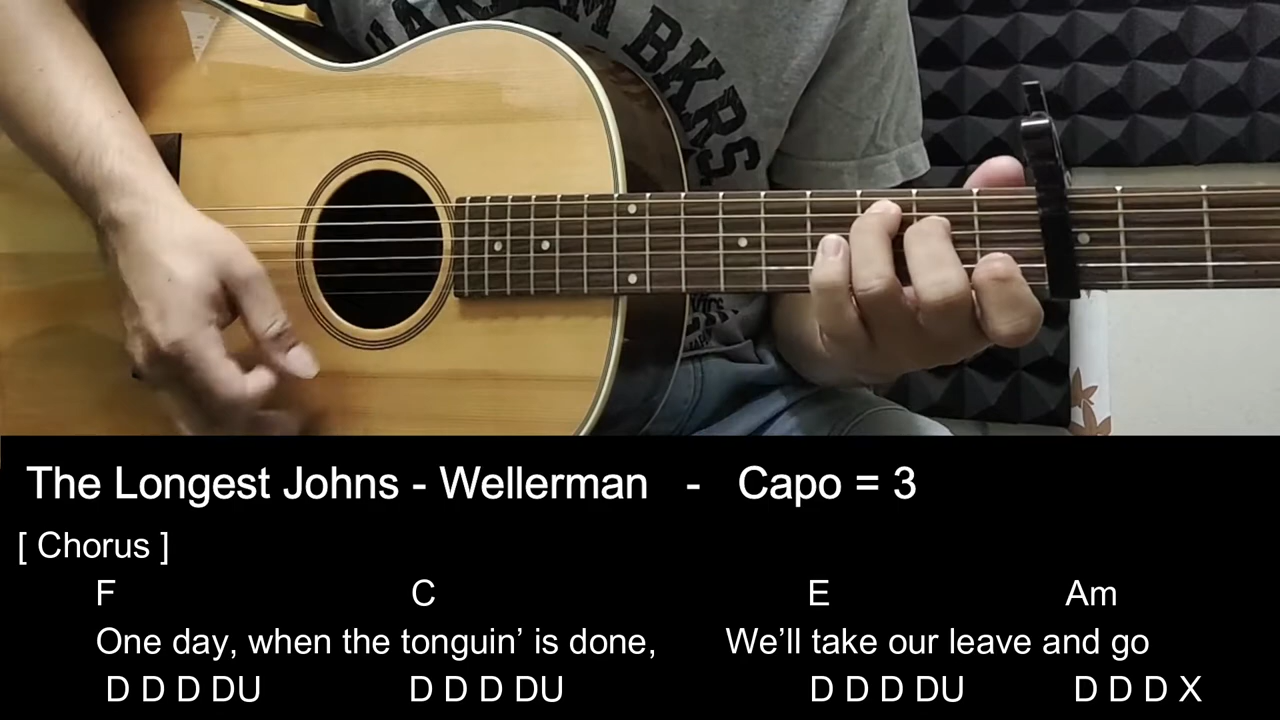 BKRS
The Longest Johns - Wellerman - Capo = 3
[ Chorus ]
F C E Am
One day, when the tonguin’ is done, We’ll take our leave and go
D D D DU D D D DU D D D DU D D D X